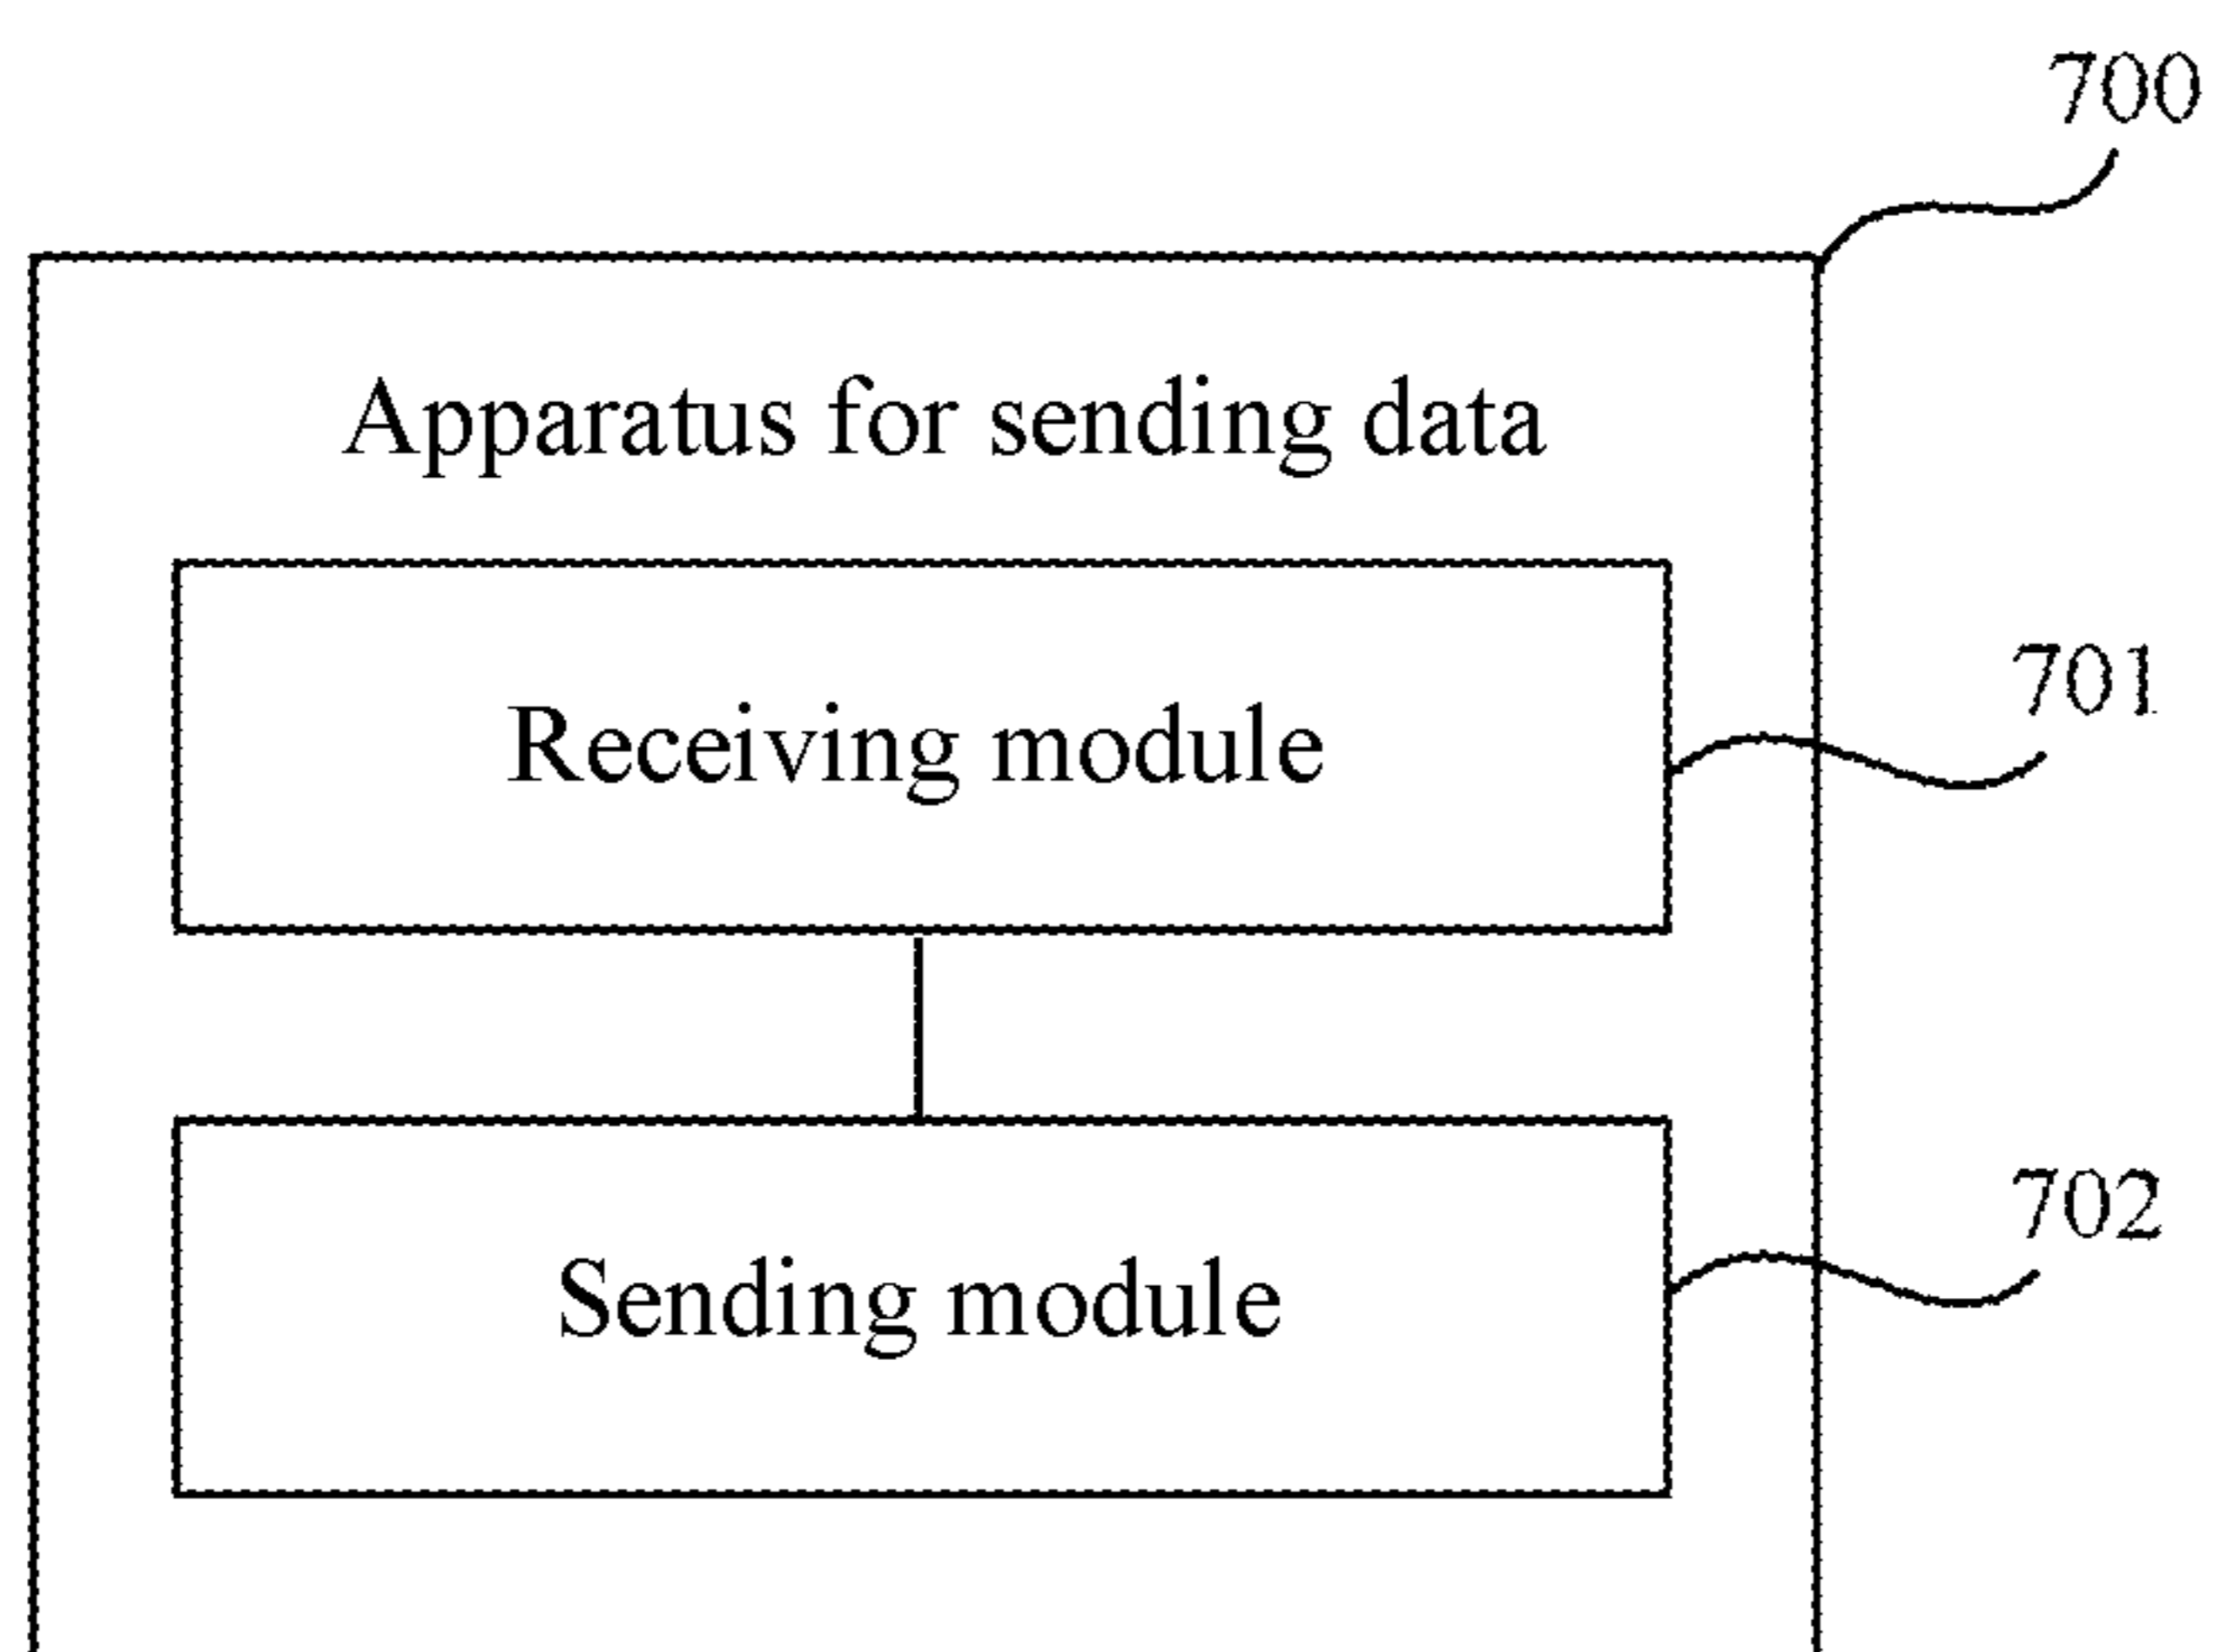 700
Apparatus for sending data
Receiving module
701
Sending module
702